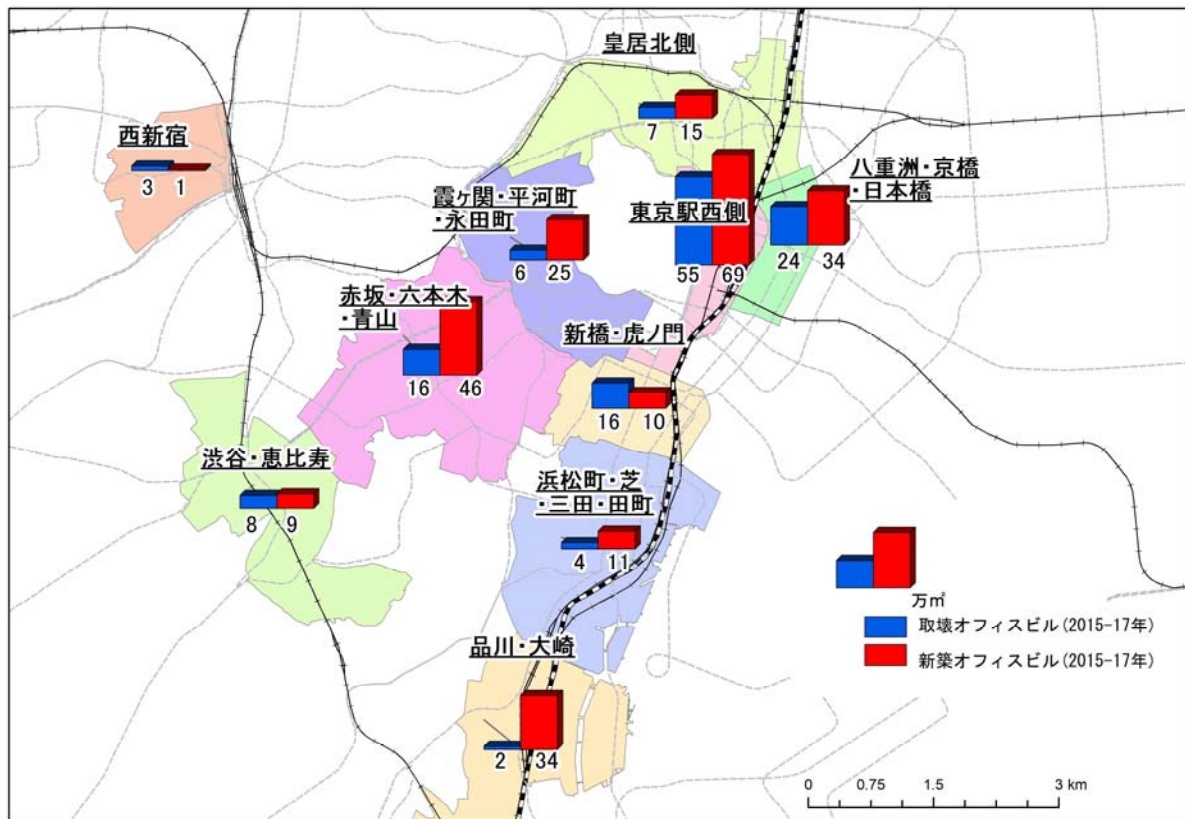 皇居北側
7 15
西新宿
3 1
八重洲・京橋
・日本橋
24 34
霞ヶ関・平河町
・永田町
6 25
東京駅西側
55 69
赤坂・六本木
・青山
16 46
新橋・虎ノ門
16 10
渋谷・恵比寿
8 9
浜松町・芝
・三田・田町
4 11
品川・大崎
2 34
万㎡
取壊オフィスビル(2015-17年)
新築オフィスビル(2015-17年)
0 0.75 1.5 3 km